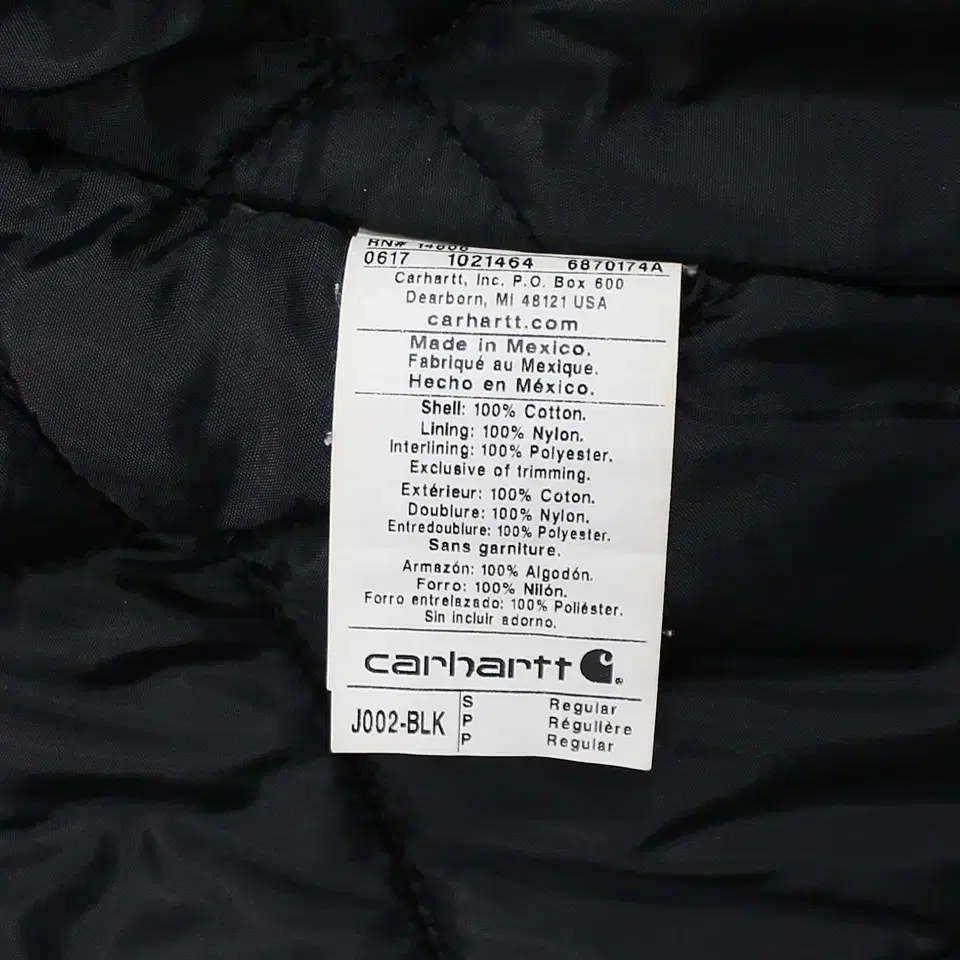 RN# 14806
0617 1021464 6870174A
Carhartt, Inc. P.O. Box 600
Dearborn, MI 48121 USA
carhartt.com
Made in Mexico.
Fabriqué au Mexique.
Hecho en México.
Shell: 100% Cotton.
Lining: 100% Nylon.
Interlining: 100% Polyester.
Exclusive of trimming.
Extérieur: 100% Coton.
Doublure: 100% Nylon.
Entredoublure: 100% Polyester.
Sans garniture.
Armazón: 100% Algodón.
Forro: 100% Nilón.
Forro entrelazado: 100% Poliéster.
Sin incluir adorno.
carhartt
J002-BLK
S Regular
P Régulière
P Regular